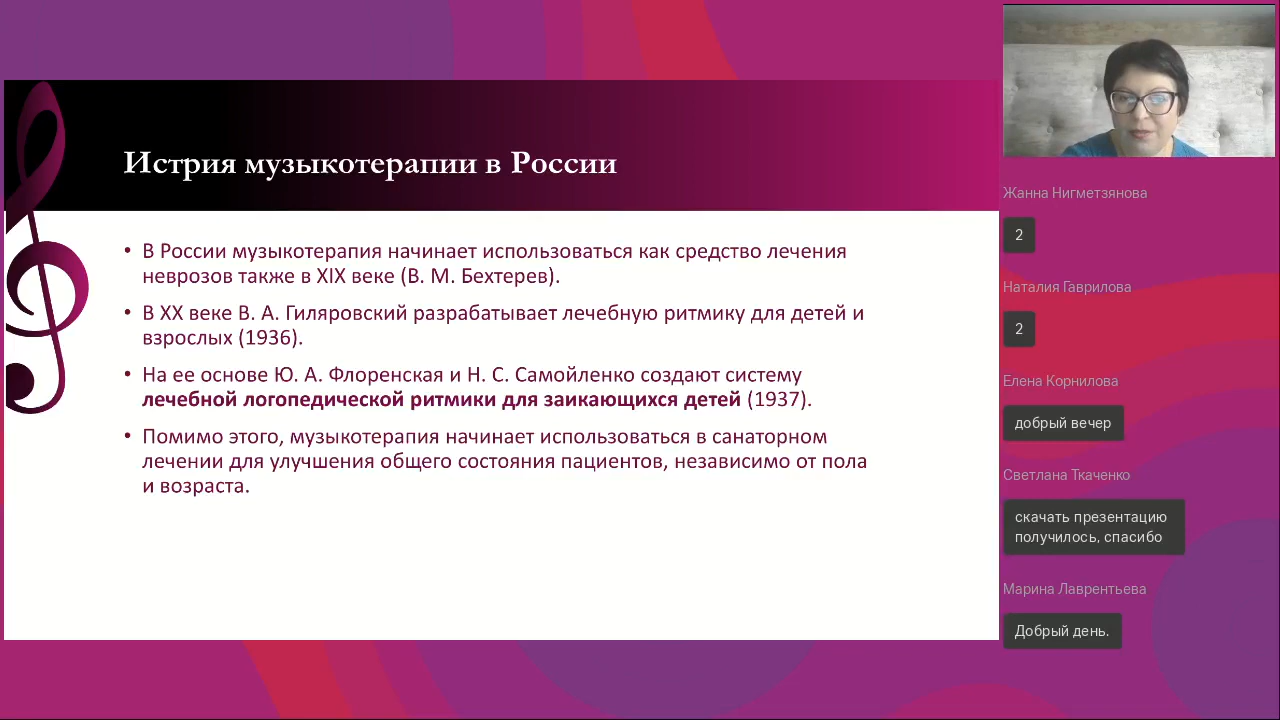 Истрия музыкотерапии в России
• В России музыкотерапия начинает использоваться как средство лечения
неврозов также в XIX веке (В. М. Бехтерев).
• В XX веке В. А. Гиляровский разрабатывает лечебную ритмику для детей и
взрослых (1936).
• На ее основе Ю. А. Флоренская и Н. С. Самойленко создают систему
лечебной логопедической ритмики для заикающихся детей (1937).
• Помимо этого, музыкотерапия начинает использоваться в санаторном
лечении для улучшения общего состояния пациентов, независимо от пола
и возраста.
Жанна Нигметзянова
2
Наталия Гаврилова
2
Елена Корнилова
добрый вечер
Светлана Ткаченко
скачать презентацию
получилось, спасибо
Марина Лаврентьева
Добрый день.